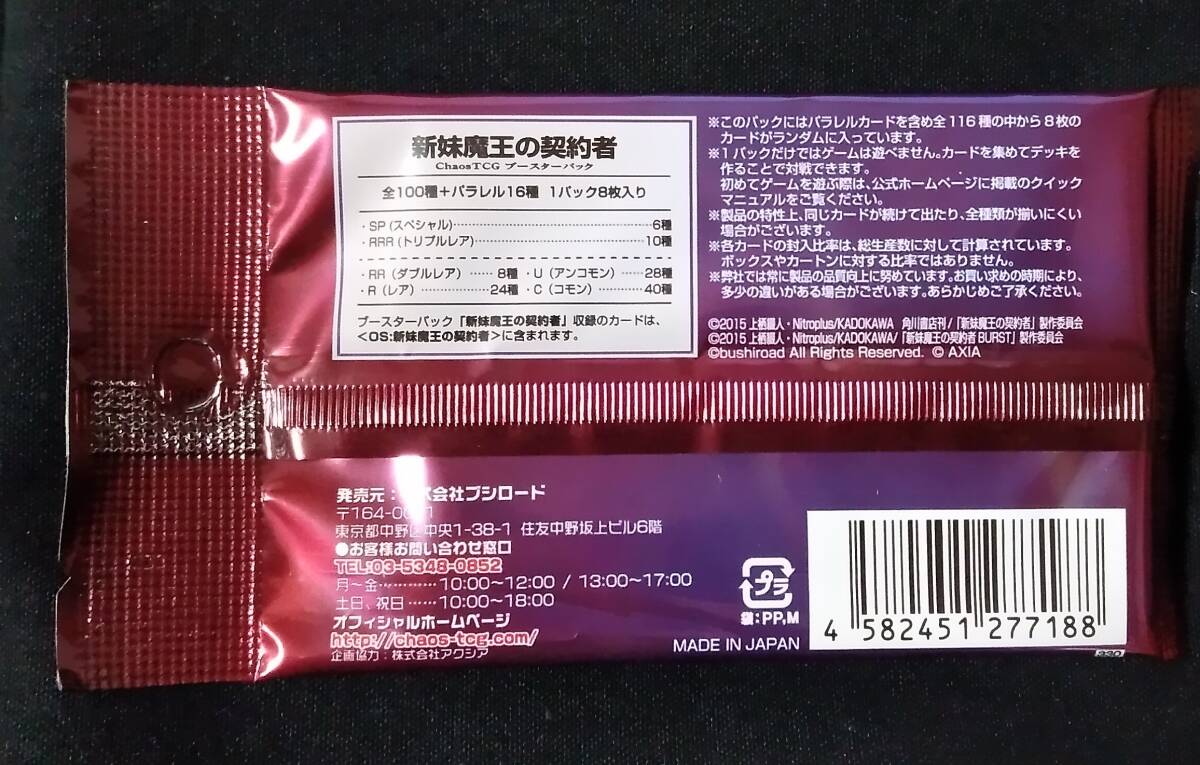 新妹魔王の契約者
ChaosTCG ブースターパック
全100種+パラレル16種 1パック8枚入り
・SP (スペシャル)……………………6種
・RRR (トリプルレア)……………………10種
・RR (ダブルレア) …… 8種 ・U (アンコモン) ……28種
・R (レア) ……………24種 ・C (コモン) ………40種
ブースターパック「新妹魔王の契約者」収録のカードは、
<OS:新妹魔王の契約者>に含まれます。
※このパックにはパラレルカードを含め全116種の中から8枚の
カードがランダムに入っています。
※1パックだけではゲームは遊べません。カードを集めてデッキを
作ることで対戦できます。
初めてゲームを遊ぶ際は、公式ホームページに掲載のクイック
マニュアルをご覧ください。
※製品の特性上、同じカードが続けて出たり、全種類が揃いにくい
場合がございます。
※各カードの封入比率は、総生産数に対して計算されています。
ボックスやカートンに対する比率ではありません。
※弊社では常に製品の品質向上に努めています。お買い求めの時期により、
多少の違いがある場合がございます。あらかじめご了承ください。
©2015 上栖綴人・Nitroplus/KADOKAWA 角川書店刊/「新妹魔王の契約者」製作委員会
©2015 上栖綴人・Nitroplus/KADOKAWA/「新妹魔王の契約者 BURST」製作委員会
©bushiroad All Rights Reserved. © AXIA
発売元: 会社ブシロード
〒164-0 1
東京都中野区中央1-38-1 住友中野坂上ビル6階
●お客様お問い合わせ窓口
TEL:03-5348-0852
月〜金…………10:00〜12:00 / 13:00〜17:00
土日、祝日……10:00〜18:00
オフィシャルホームページ
http://chaos-tcg.com/
企画協力:株式会社アクシア
プラ
袋:PP,M
MADE IN JAPAN
4 582451 277188
330